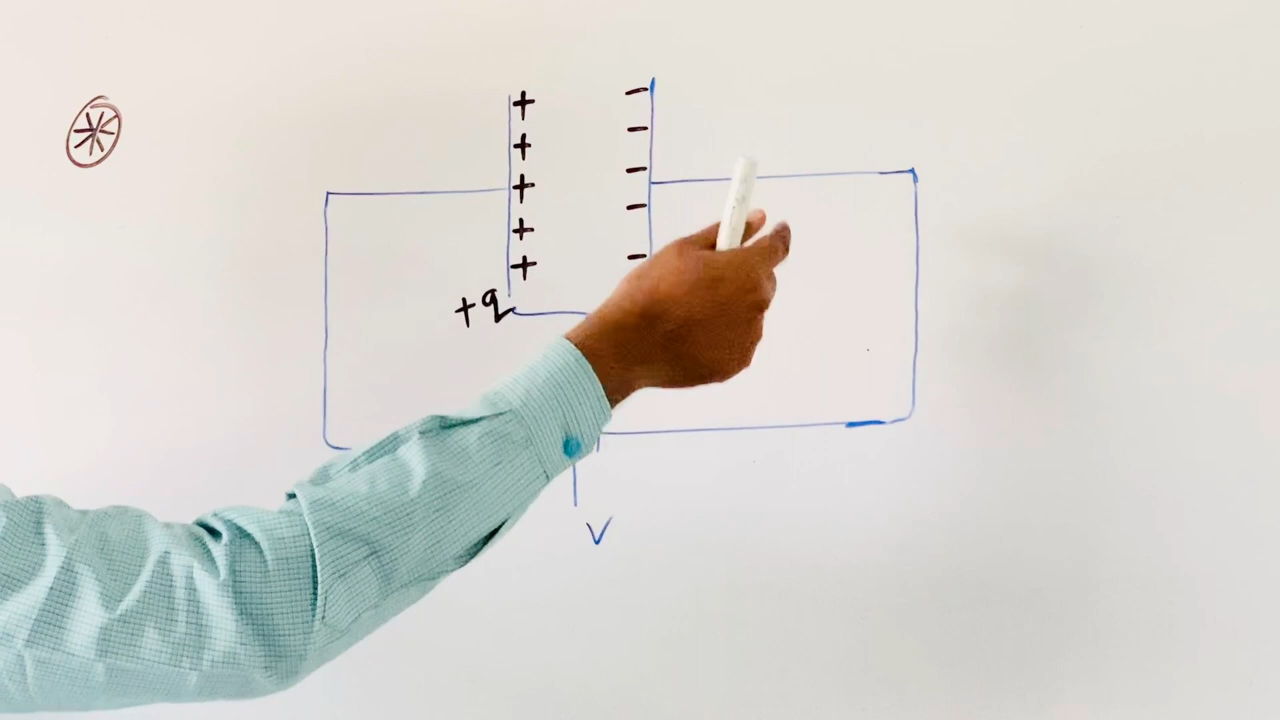 + -
+ -
+ -
+ -
+ -
+q
V